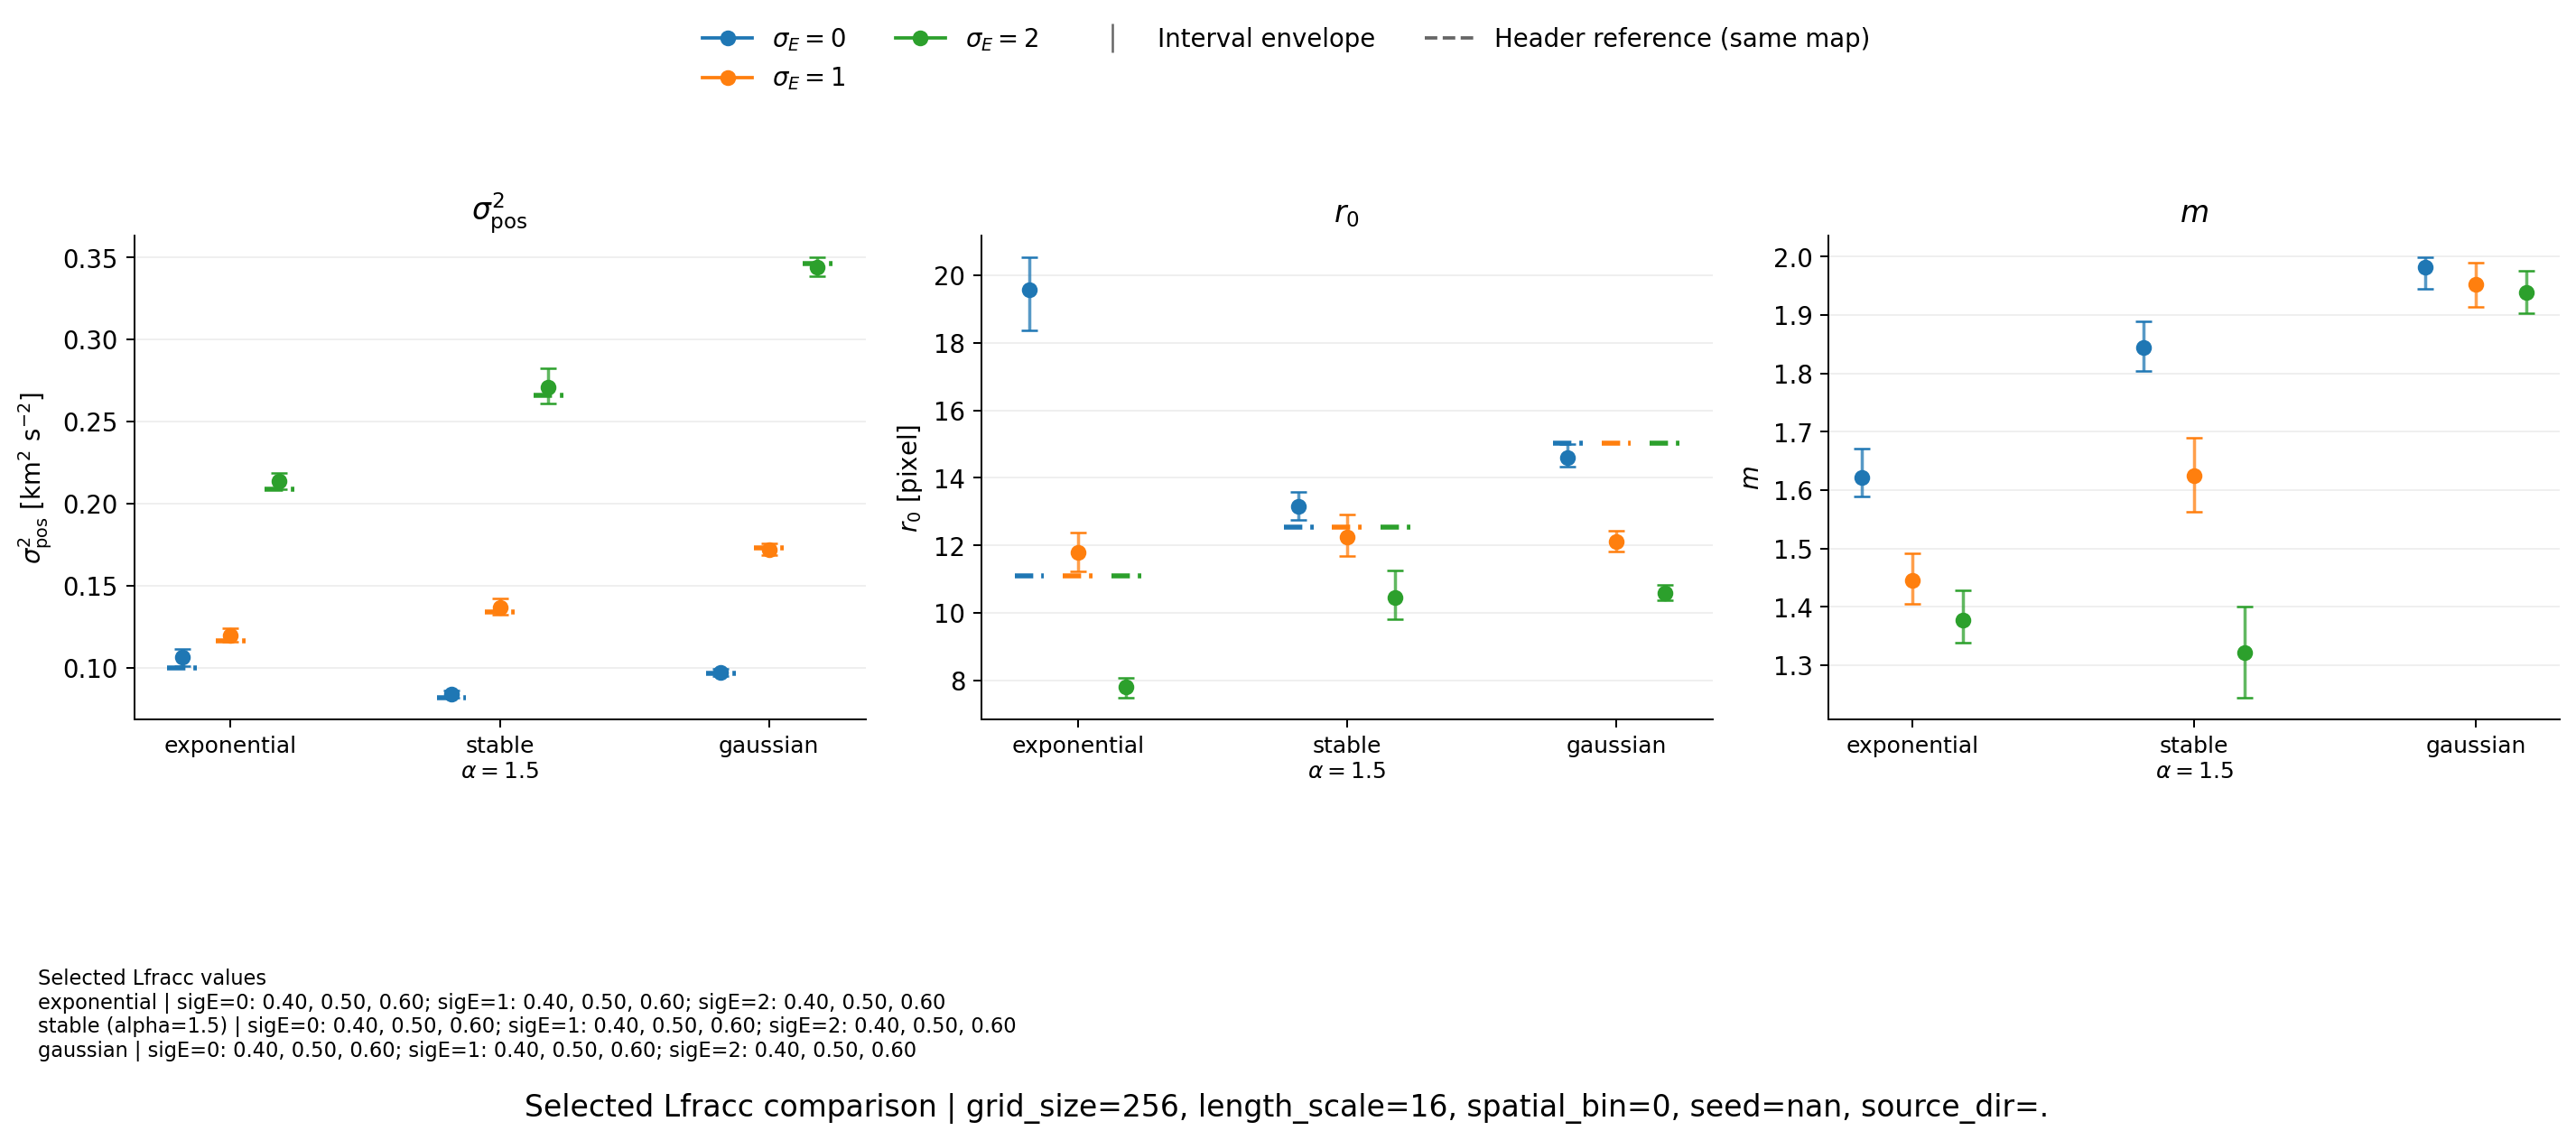 σ_E = 0
σ_E = 2
Interval envelope
Header reference (same map)
σ_E = 1
σ²_pos
r₀
m
σ²_pos [km² s⁻²]
0.35
0.30
0.25
0.20
0.15
0.10
exponential
stable
α = 1.5
gaussian
r₀ [pixel]
20
18
16
14
12
10
8
exponential
stable
α = 1.5
gaussian
m
2.0
1.9
1.8
1.7
1.6
1.5
1.4
1.3
exponential
stable
α = 1.5
gaussian
Selected Lfracc values
exponential | sigE=0: 0.40, 0.50, 0.60; sigE=1: 0.40, 0.50, 0.60; sigE=2: 0.40, 0.50, 0.60
stable (alpha=1.5) | sigE=0: 0.40, 0.50, 0.60; sigE=1: 0.40, 0.50, 0.60; sigE=2: 0.40, 0.50, 0.60
gaussian | sigE=0: 0.40, 0.50, 0.60; sigE=1: 0.40, 0.50, 0.60; sigE=2: 0.40, 0.50, 0.60
Selected Lfracc comparison | grid_size=256, length_scale=16, spatial_bin=0, seed=nan, source_dir=.